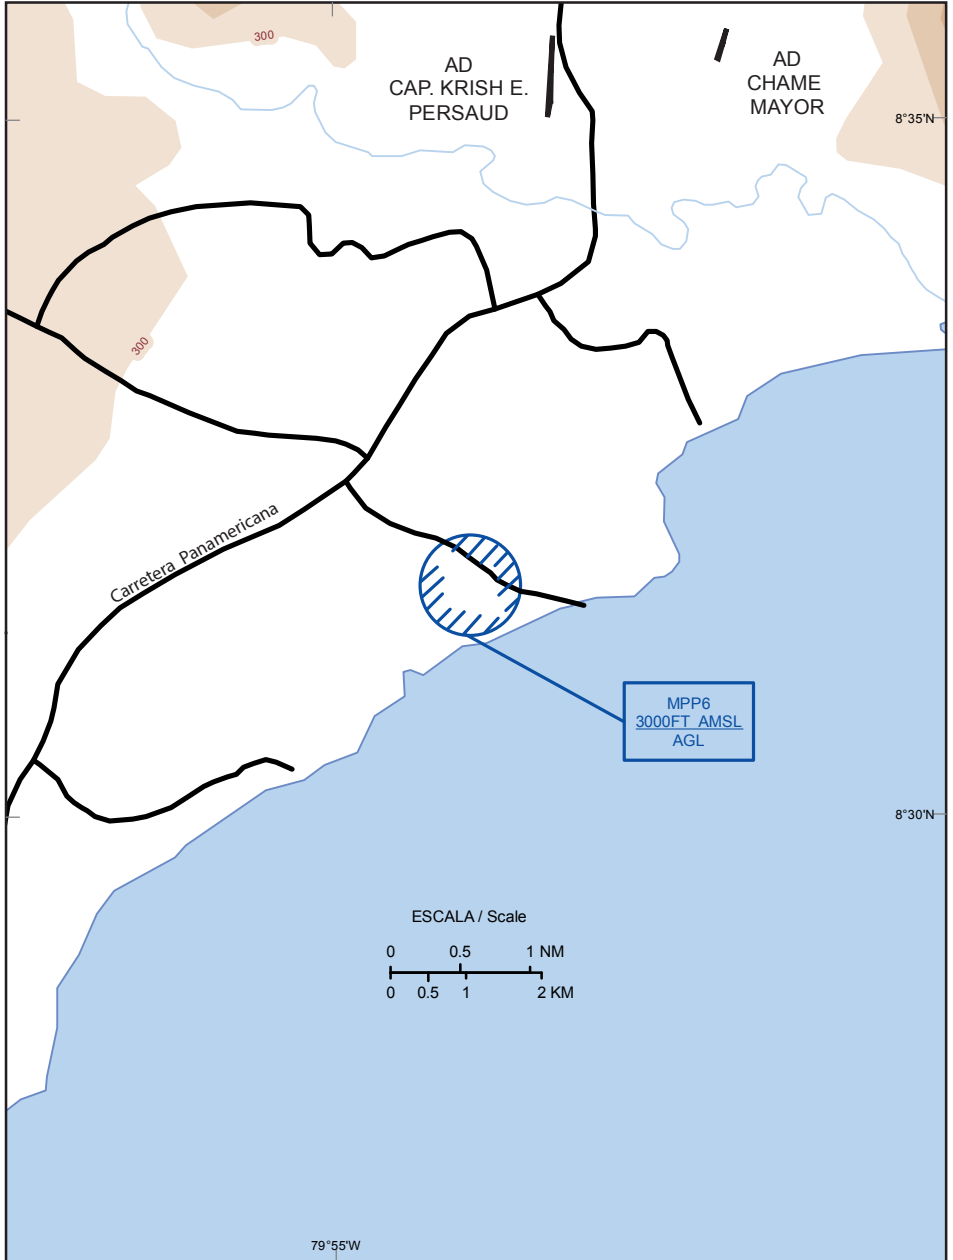 300
AD
CAP. KRISH E.
PERSAUD
AD
CHAME
MAYOR
8°35'N
300
Carretera Panamericana
MPP6
3000FT AMSL
AGL
8°30'N
ESCALA / Scale
0 0.5 1 NM
0 0.5 1 2 KM
79°55'W